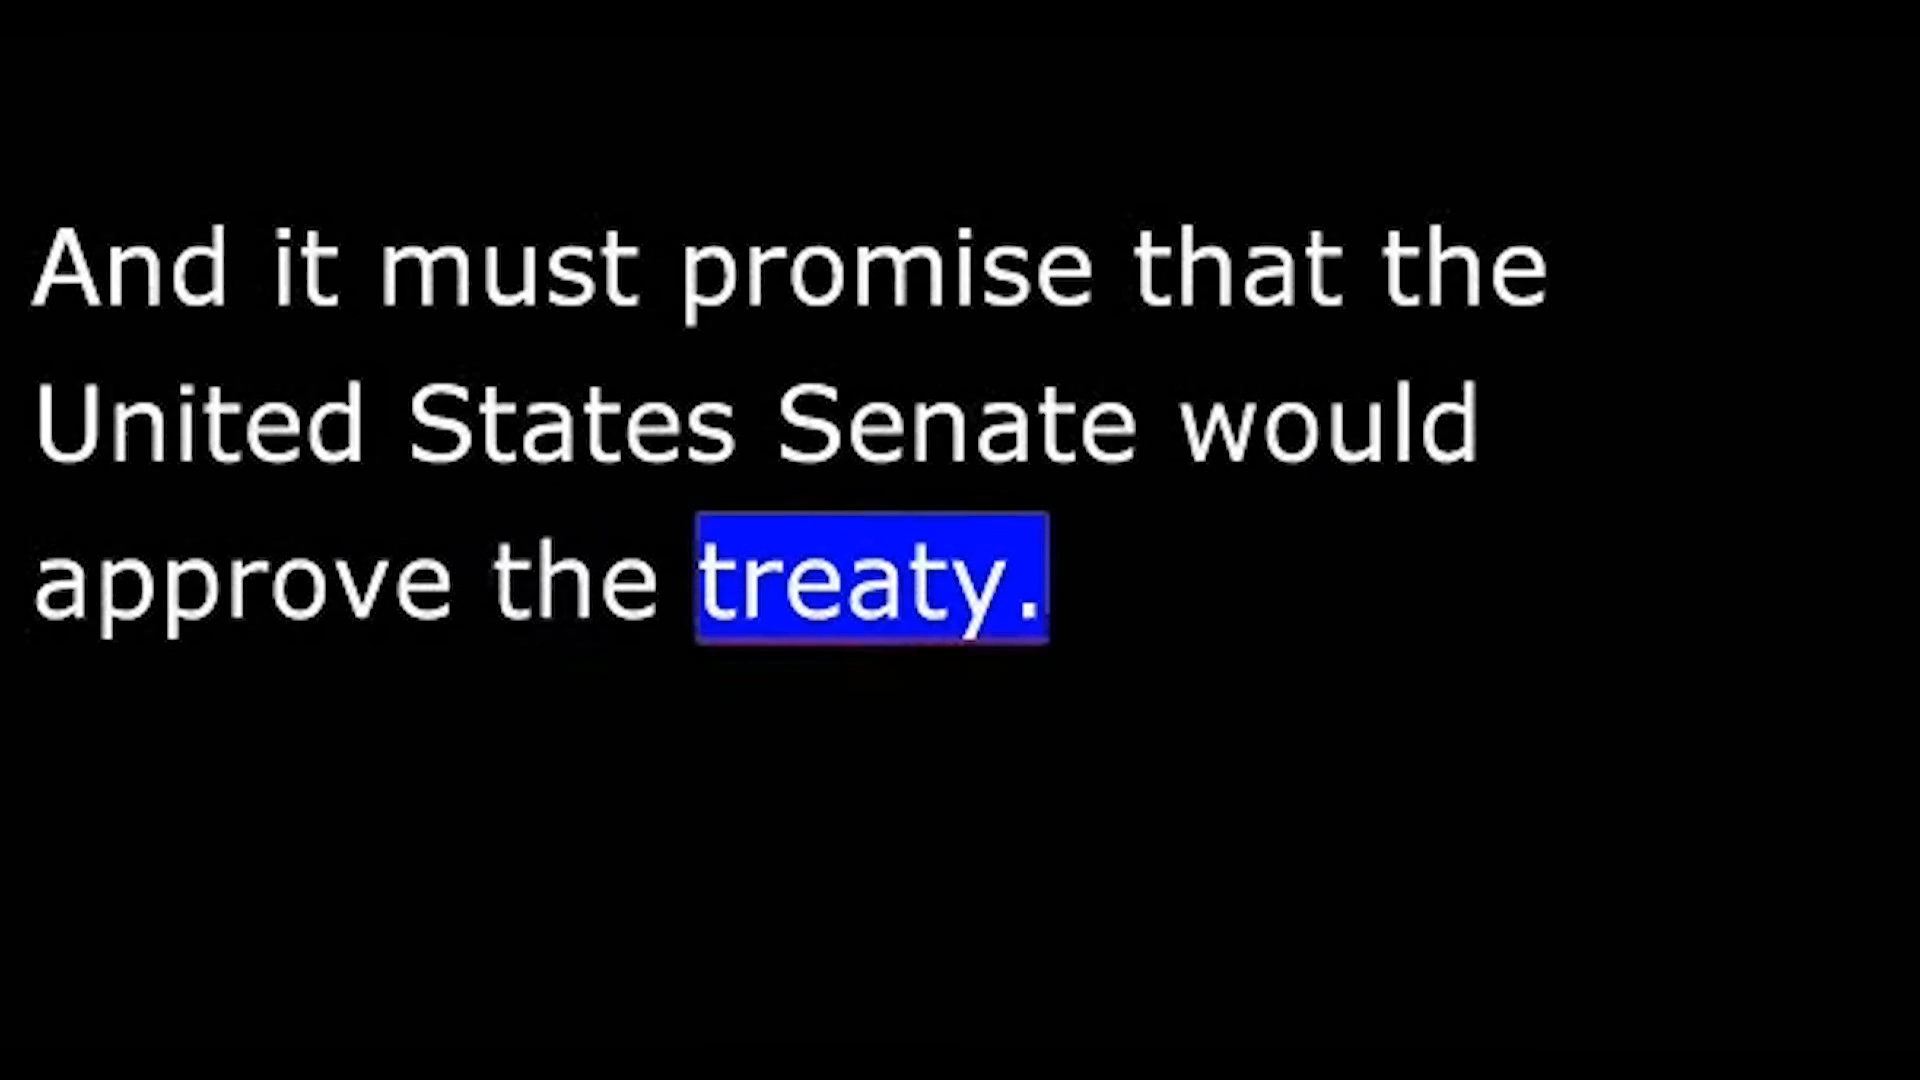 And it must promise that the
United States Senate would
approve the treaty.